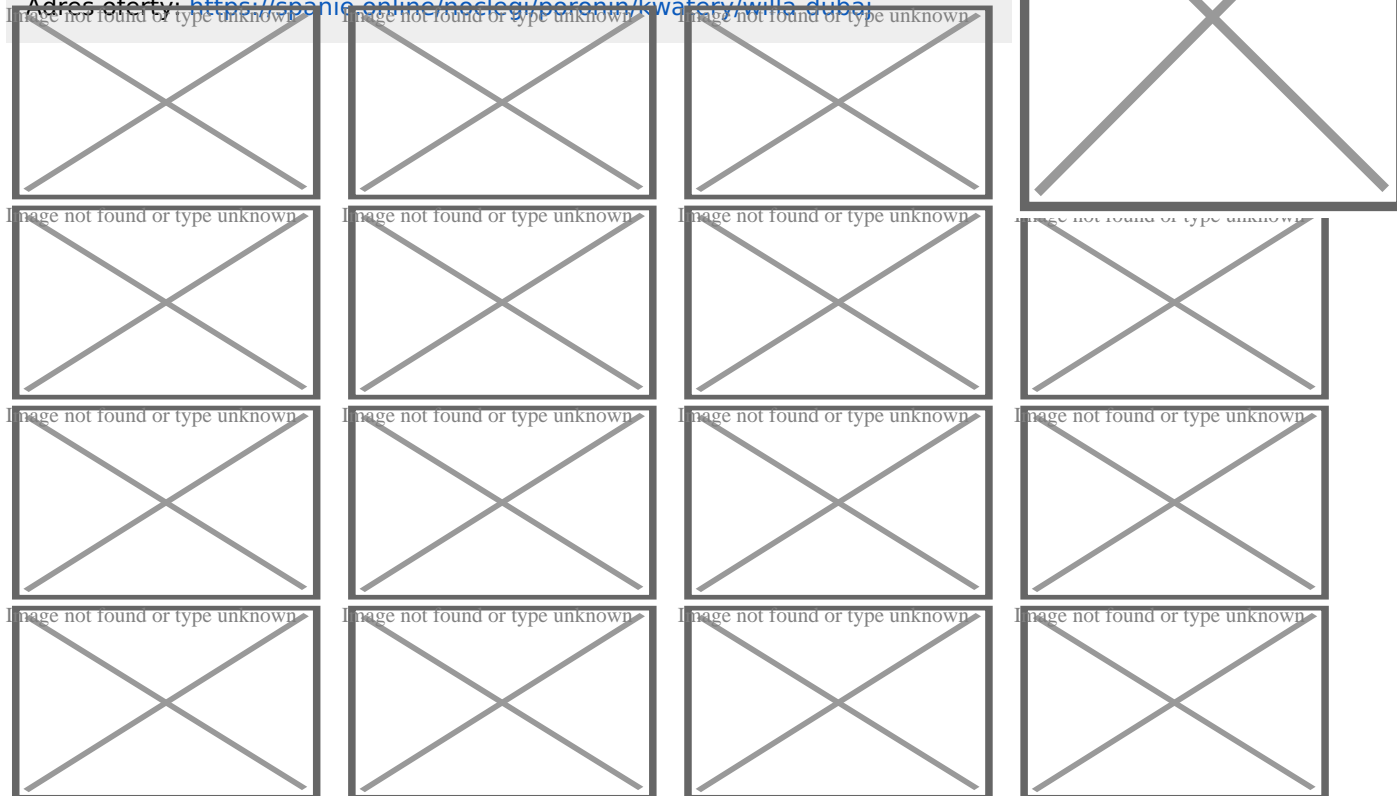 Adres oferty: https://spanie.online/noclegi/poronin/kwatery/willa-dubaj
Image not found or type unknown Image not found or type unknown Image not found or type unknown
Image not found or type unknown Image not found or type unknown Image not found or type unknown Image not found or type unknown
Image not found or type unknown Image not found or type unknown Image not found or type unknown Image not found or type unknown
Image not found or type unknown Image not found or type unknown Image not found or type unknown Image not found or type unknown